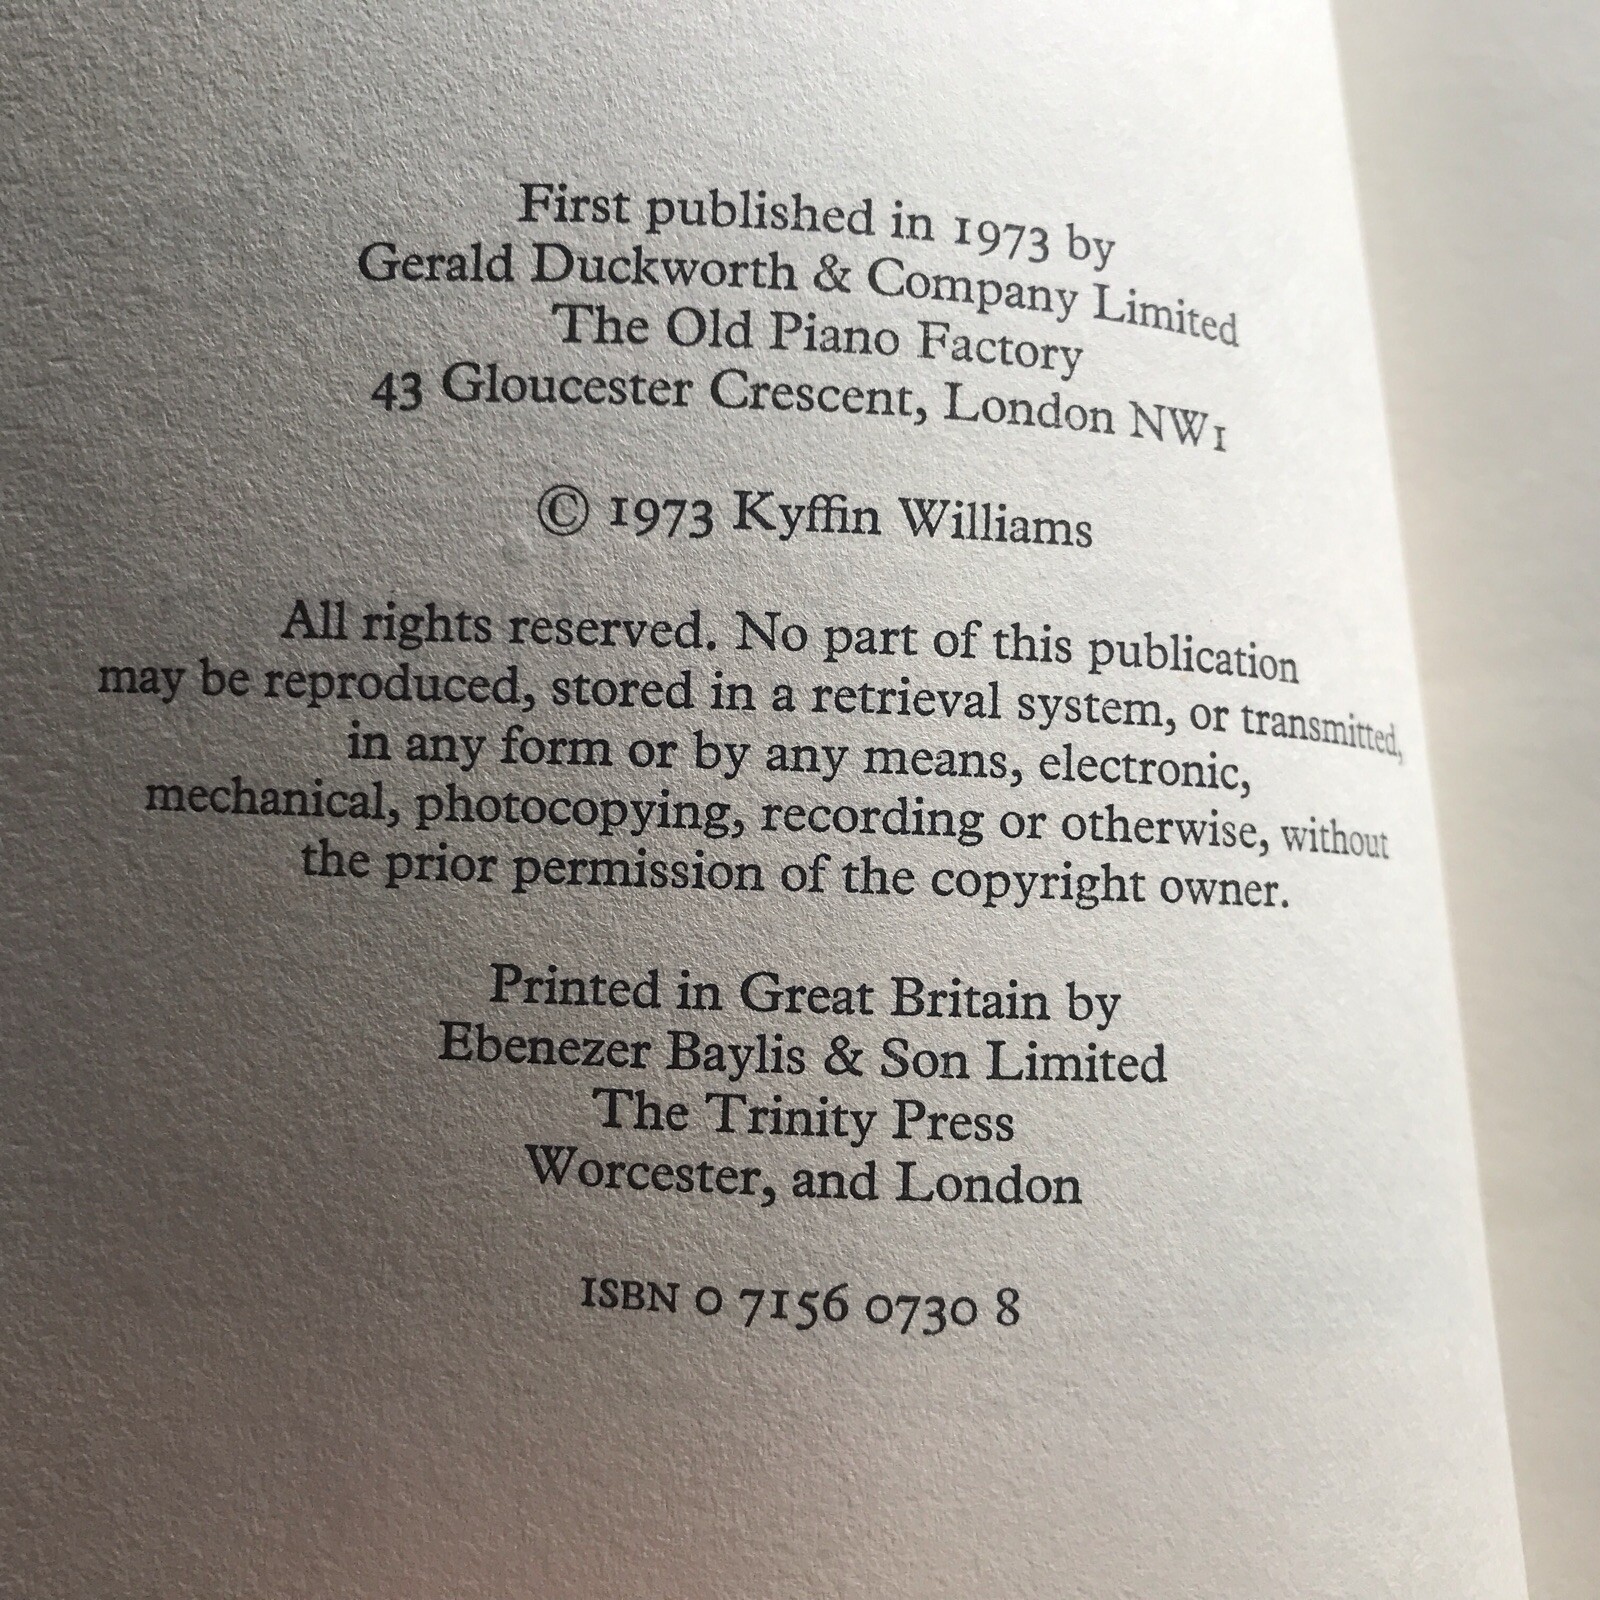 First published in 1973 by
Gerald Duckworth & Company Limited
The Old Piano Factory
43 Gloucester Crescent, London NW1
© 1973 Kyffin Williams
All rights reserved. No part of this publication
may be reproduced, stored in a retrieval system, or transmitted,
in any form or by any means, electronic,
mechanical, photocopying, recording or otherwise, without
the prior permission of the copyright owner.
Printed in Great Britain by
Ebenezer Baylis & Son Limited
The Trinity Press
Worcester, and London
ISBN 0 7156 0730 8